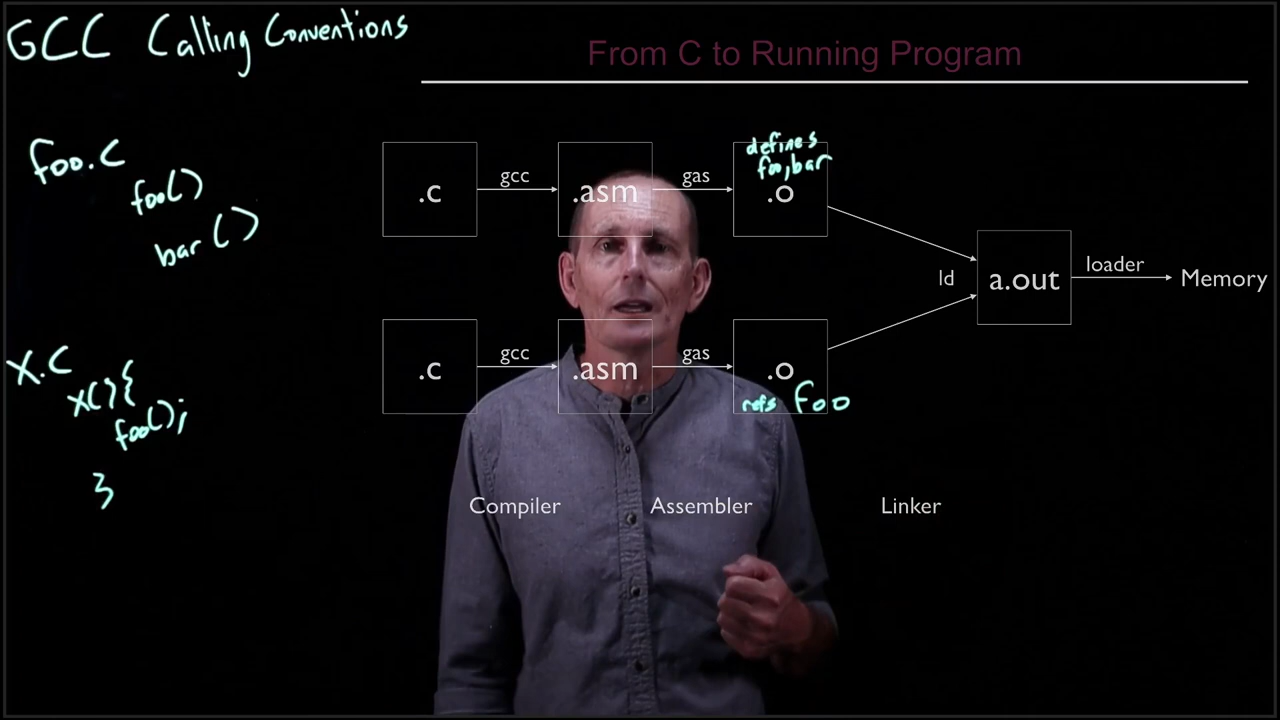 GCC Calling Conventions
From C to Running Program
foo.c
foo()
bar()
x.c
x() {
foo();
}
defines
foo,bar
.c
gcc
.asm
gas
.o
ld
a.out
loader
Memory
.c
gcc
.asm
gas
.o
refs foo
Compiler
Assembler
Linker